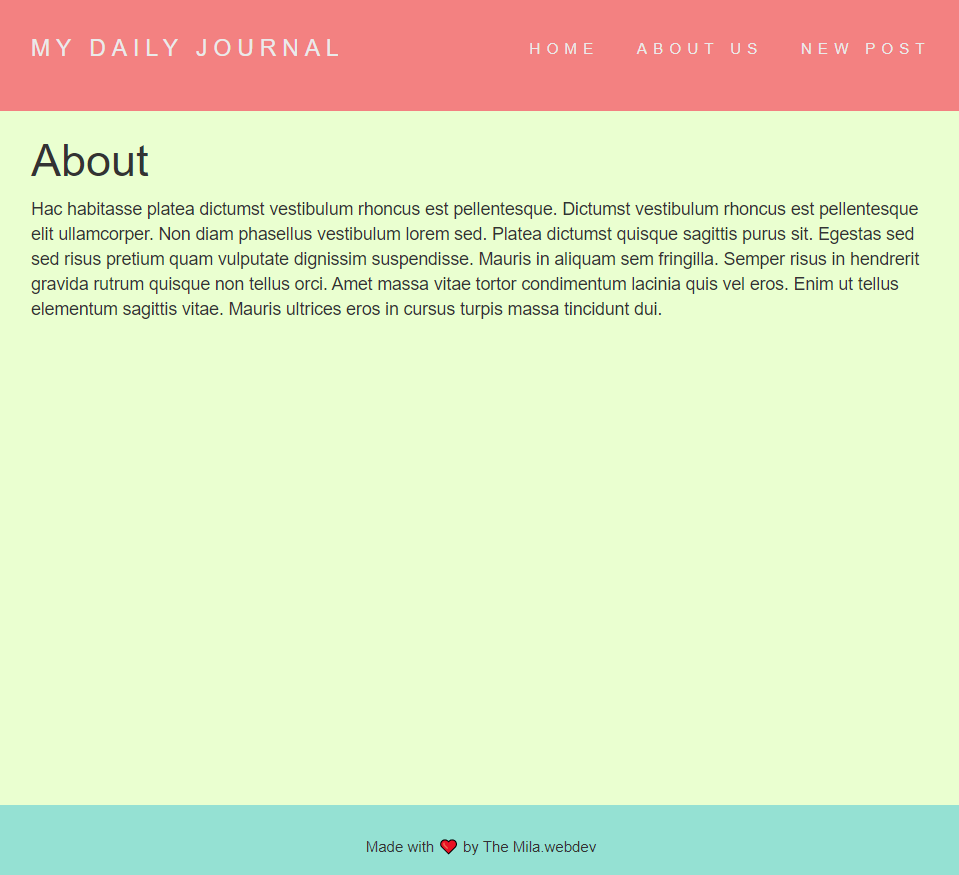 MY DAILY JOURNAL
HOME ABOUT US NEW POST
About
Hac habitasse platea dictumst vestibulum rhoncus est pellentesque. Dictumst vestibulum rhoncus est pellentesque
elit ullamcorper. Non diam phasellus vestibulum lorem sed. Platea dictumst quisque sagittis purus sit. Egestas sed
sed risus pretium quam vulputate dignissim suspendisse. Mauris in aliquam sem fringilla. Semper risus in hendrerit
gravida rutrum quisque non tellus orci. Amet massa vitae tortor condimentum lacinia quis vel eros. Enim ut tellus
elementum sagittis vitae. Mauris ultrices eros in cursus turpis massa tincidunt dui.
Made with ❤ by The Mila.webdev